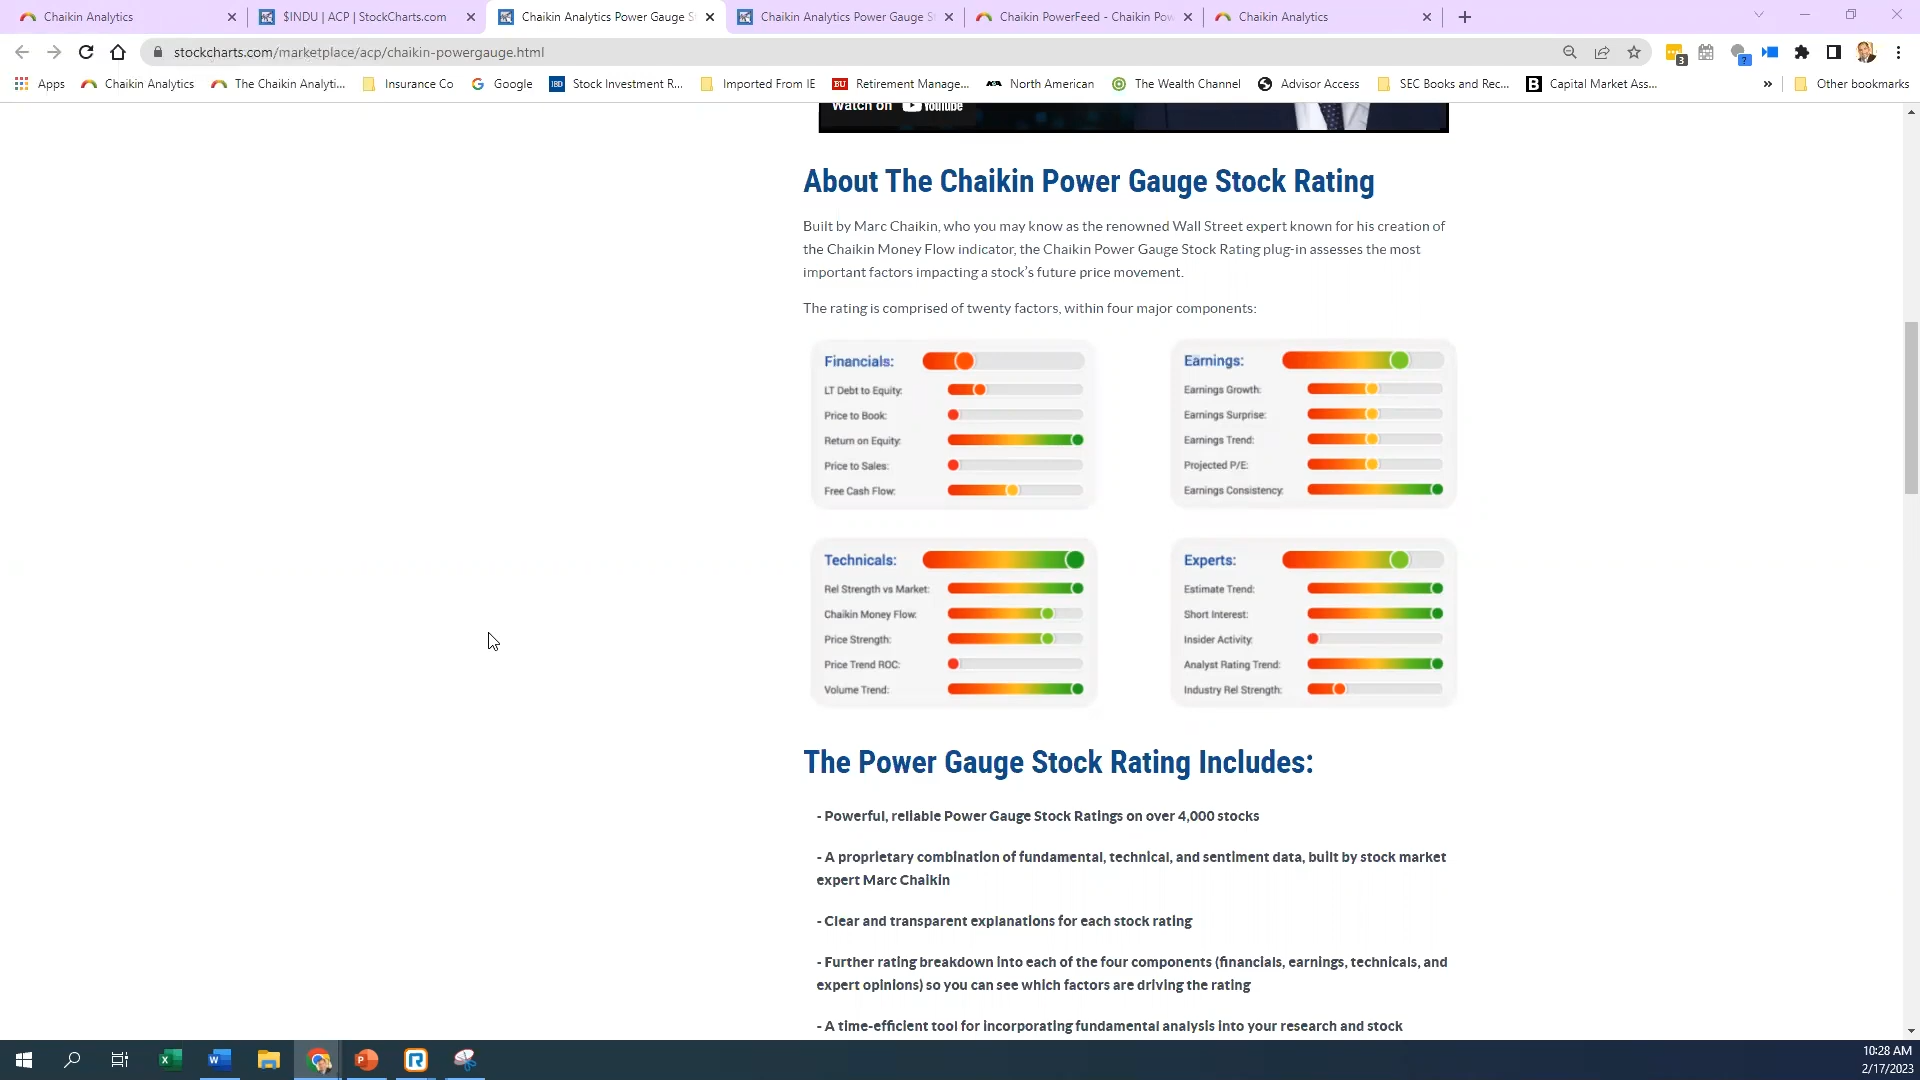 Chaikin Analytics
$INDU | ACP | StockCharts.com
Chaikin Analytics Power Gauge S
Chaikin Analytics Power Gauge S
Chaikin PowerFeed - Chaikin Pow
Chaikin Analytics
stockcharts.com/marketplace/acp/chaikin-powergauge.html
3
?
Apps
Chaikin Analytics
The Chaikin Analyti...
Insurance Co
Google
IBD
Stock Investment R...
Imported From IE
BU
Retirement Manage...
North American
The Wealth Channel
Advisor Access
SEC Books and Rec...
B
Capital Market Ass...
»
Other bookmarks
Watch on YouTube
About The Chaikin Power Gauge Stock Rating
Built by Marc Chaikin, who you may know as the renowned Wall Street expert known for his creation of
the Chaikin Money Flow indicator, the Chaikin Power Gauge Stock Rating plug-in assesses the most
important factors impacting a stock’s future price movement.
The rating is comprised of twenty factors, within four major components:
Financials:
LT Debt to Equity:
Price to Book:
Return on Equity:
Price to Sales:
Free Cash Flow:
Earnings:
Earnings Growth:
Earnings Surprise:
Earnings Trend:
Projected P/E:
Earnings Consistency:
Technicals:
Rel Strength vs Market:
Chaikin Money Flow:
Price Strength:
Price Trend ROC:
Volume Trend:
Experts:
Estimate Trend:
Short Interest:
Insider Activity:
Analyst Rating Trend:
Industry Rel Strength:
The Power Gauge Stock Rating Includes:
- Powerful, reliable Power Gauge Stock Ratings on over 4,000 stocks
- A proprietary combination of fundamental, technical, and sentiment data, built by stock market
expert Marc Chaikin
- Clear and transparent explanations for each stock rating
- Further rating breakdown into each of the four components (financials, earnings, technicals, and
expert opinions) so you can see which factors are driving the rating
- A time-efficient tool for incorporating fundamental analysis into your research and stock
10:28 AM
2/17/2023